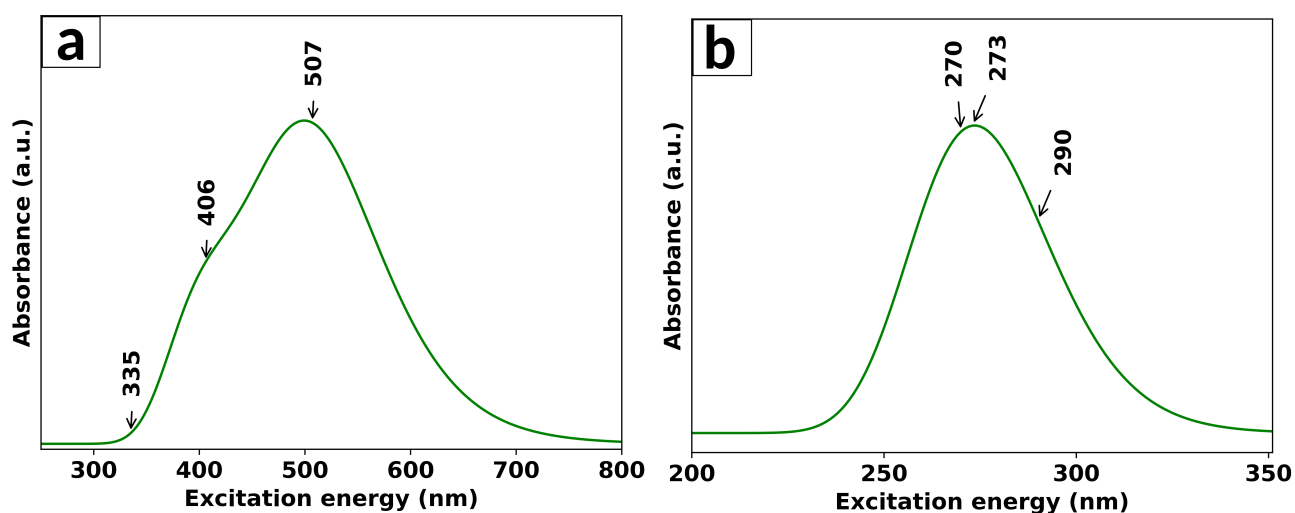 a
507
406
335
Absorbance (a.u.)
300 400 500 600 700 800
Excitation energy (nm)
b
270
273
290
Absorbance (a.u.)
200 250 300 350
Excitation energy (nm)